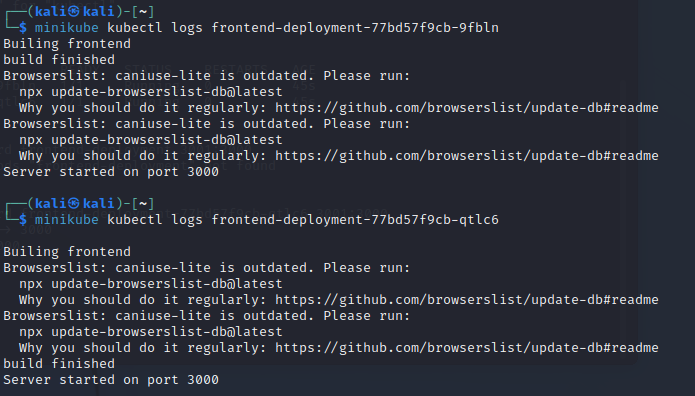 ┌──(kali㉿kali)-[~]
└─$ minikube kubectl logs frontend-deployment-77bd57f9cb-9fbln
Builing frontend
build finished
Browserslist: caniuse-lite is outdated. Please run:
  npx update-browserslist-db@latest
  Why you should do it regularly: https://github.com/browserslist/update-db#readme
Browserslist: caniuse-lite is outdated. Please run:
  npx update-browserslist-db@latest
  Why you should do it regularly: https://github.com/browserslist/update-db#readme
Server started on port 3000
┌──(kali㉿kali)-[~]
└─$ minikube kubectl logs frontend-deployment-77bd57f9cb-qtlc6
Builing frontend
Browserslist: caniuse-lite is outdated. Please run:
  npx update-browserslist-db@latest
  Why you should do it regularly: https://github.com/browserslist/update-db#readme
Browserslist: caniuse-lite is outdated. Please run:
  npx update-browserslist-db@latest
  Why you should do it regularly: https://github.com/browserslist/update-db#readme
build finished
Server started on port 3000